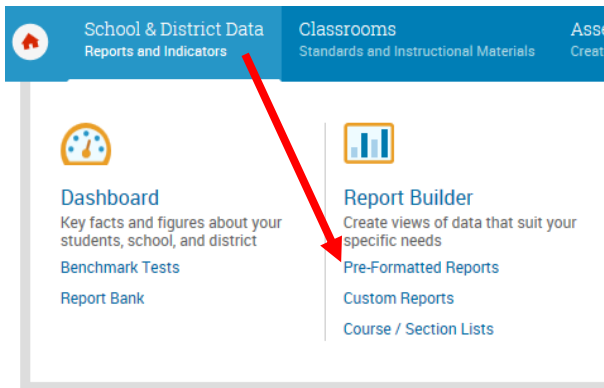 School & District Data
Reports and Indicators
Classrooms
Standards and Instructional Materials
Dashboard
Key facts and figures about your
students, school, and district
Benchmark Tests
Report Bank
Report Builder
Create views of data that suit your
specific needs
Pre-Formatted Reports
Custom Reports
Course / Section Lists